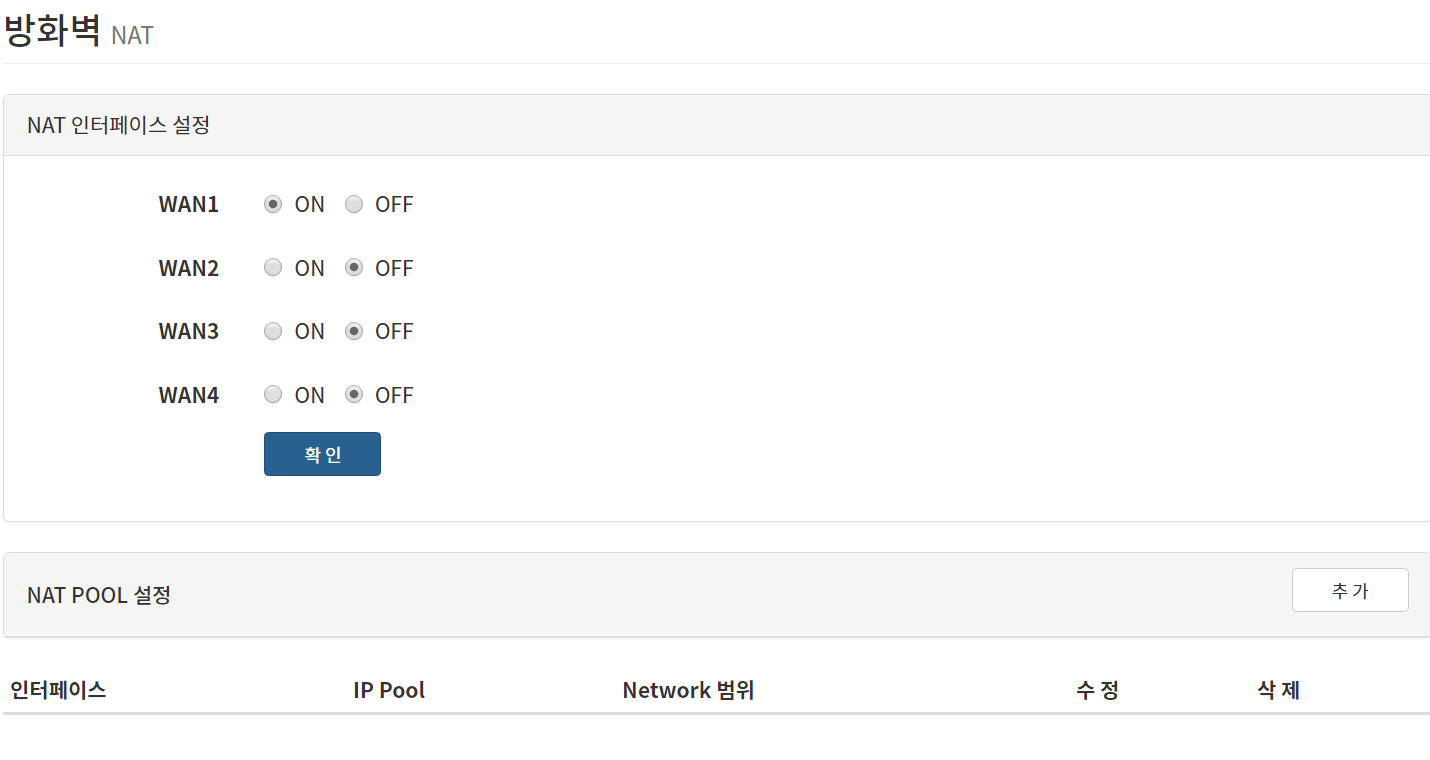 방화벽 NAT
NAT 인터페이스 설정
WAN1 ON OFF
WAN2 ON OFF
WAN3 ON OFF
WAN4 ON OFF
확 인
NAT POOL 설정 추 가
인터페이스 IP Pool Network 범위 수 정 삭 제